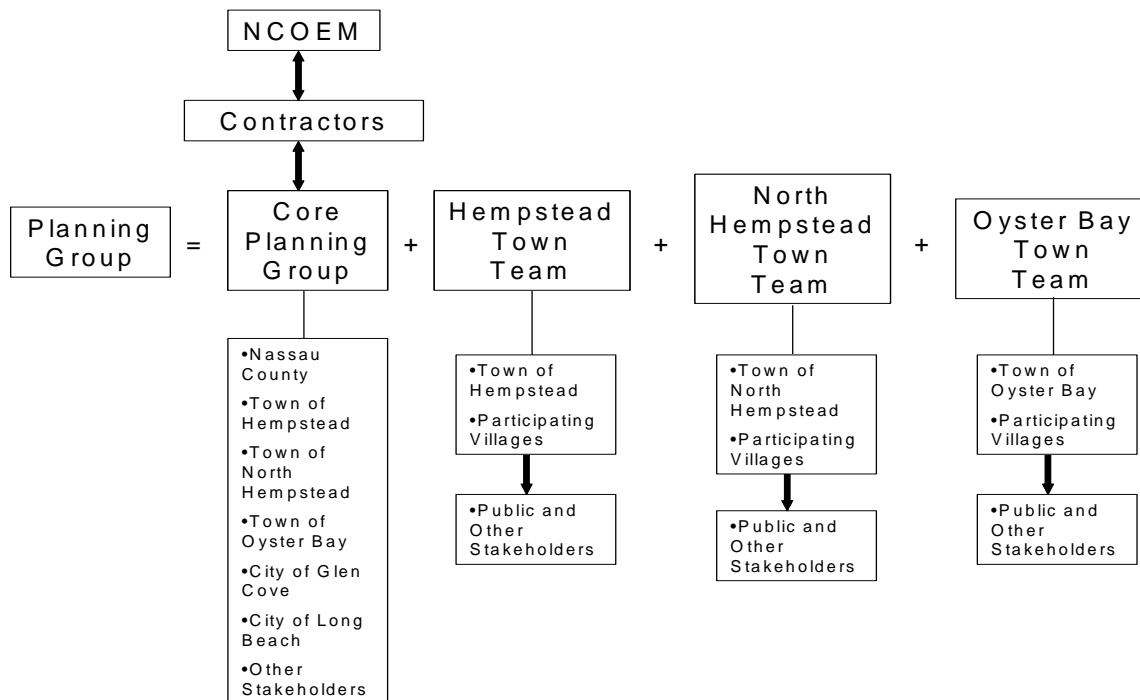 NCOEM
Contractors
Planning
Group
=
Core
Planning
Group
+
Hempstead
Town
Team
+
North
Hempstead
Town
Team
+
Oyster Bay
Town
Team
•Nassau
County
•Town of
Hempstead
•Town of
North
Hempstead
•Town of
Oyster Bay
•City of Glen
Cove
•City of Long
Beach
•Other
Stakeholders
•Town of
Hempstead
•Participating
Villages
•Public and
Other
Stakeholders
•Town of
North
Hempstead
•Participating
Villages
•Public and
Other
Stakeholders
•Town of
Oyster Bay
•Participating
Villages
•Public and
Other
Stakeholders